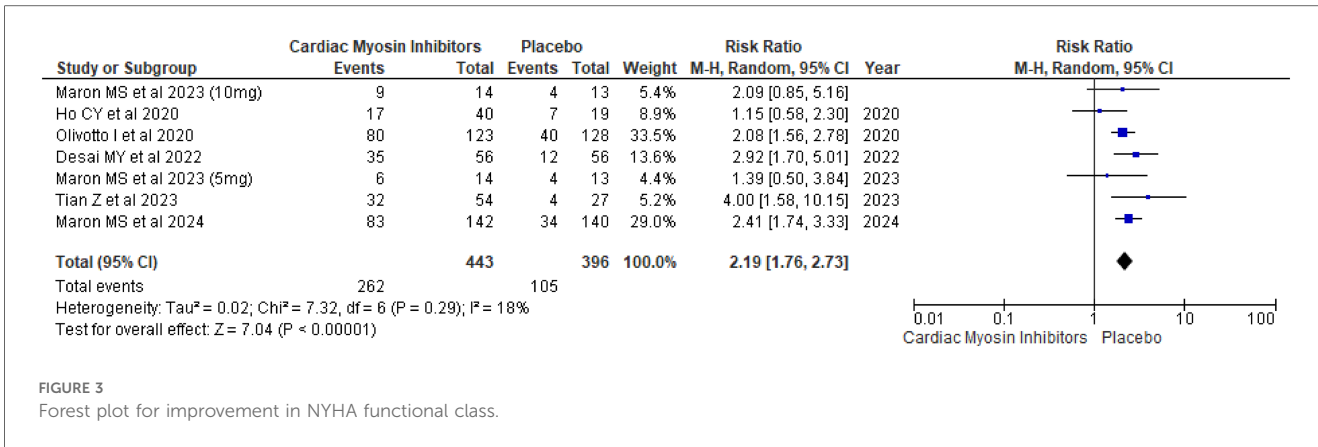 Cardiac Myosin Inhibitors Placebo Risk Ratio Risk Ratio
Study or Subgroup Events Total Events Total Weight M-H, Random, 95% CI Year M-H, Random, 95% CI
Maron MS et al 2023 (10mg) 9 14 4 13 5.4% 2.09 [0.85, 5.16]
Ho CY et al 2020 17 40 7 19 8.9% 1.15 [0.58, 2.30] 2020
Olivotto I et al 2020 80 123 40 128 33.5% 2.08 [1.56, 2.78] 2020
Desai MY et al 2022 35 56 12 56 13.6% 2.92 [1.70, 5.01] 2022
Maron MS et al 2023 (5mg) 6 14 4 13 4.4% 1.39 [0.50, 3.84] 2023
Tian Z et al 2023 32 54 4 27 5.2% 4.00 [1.58, 10.15] 2023
Maron MS et al 2024 83 142 34 140 29.0% 2.41 [1.74, 3.33] 2024
Total (95% CI) 443 396 100.0% 2.19 [1.76, 2.73]
Total events 262 105
Heterogeneity: Tau² = 0.02; Chi² = 7.32, df = 6 (P = 0.29); I² = 18%
Test for overall effect: Z = 7.04 (P < 0.00001)
0.01 0.1 1 10 100
Cardiac Myosin Inhibitors Placebo
FIGURE 3
Forest plot for improvement in NYHA functional class.